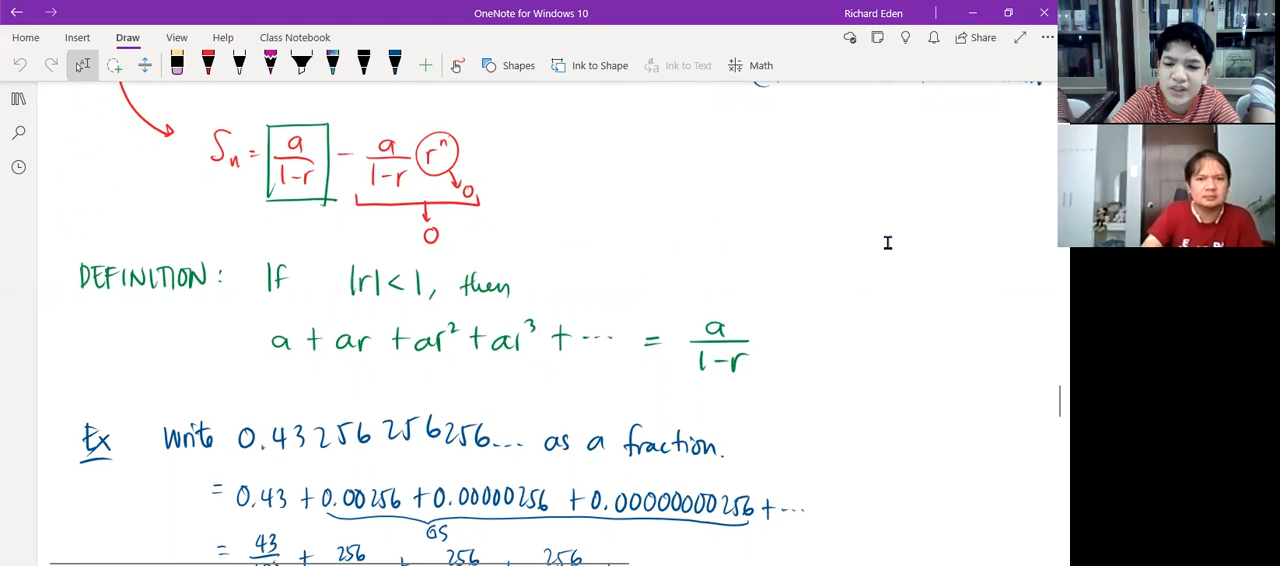 OneNote for Windows 10
Richard Eden
Home Insert Draw View Help Class Notebook
Share
Shapes Ink to Shape Ink to Text Math
Sn = a/(1-r) - a/(1-r) r^n
0
0
DEFINITION: If |r| < 1, then
a + ar + ar² + ar³ + ... = a/(1-r)
Ex Write 0.43256256256... as a fraction.
= 0.43 + 0.00256 + 0.00000256 + 0.00000000256 + ...
GS
= 43 + 256 + 256 + 256